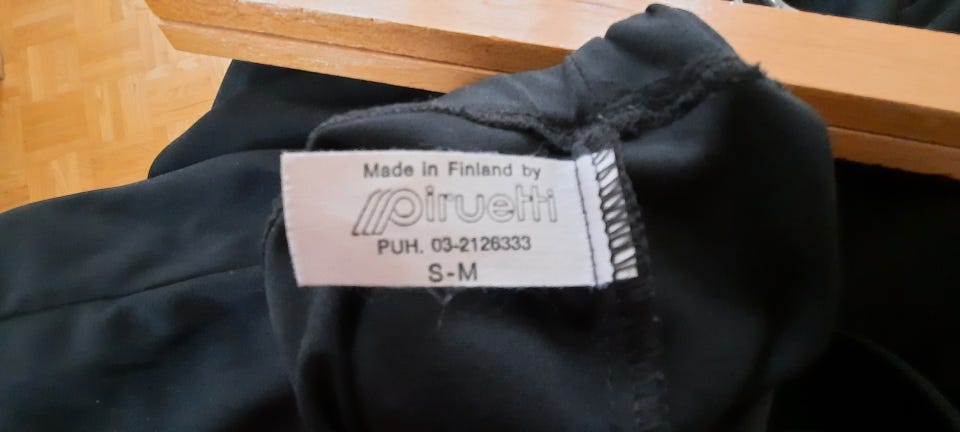 Made in Finland by
piruetti
PUH. 03-2126333
S-M